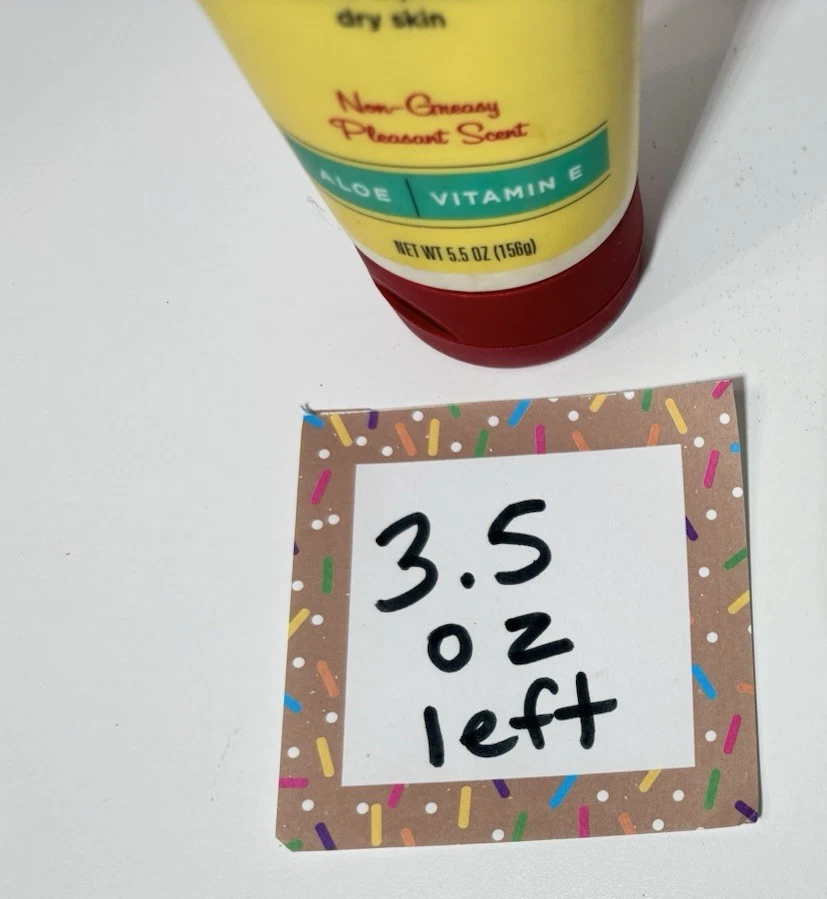 dry skin
Non-Greasy
Pleasant Scent
ALOE | VITAMIN E
NET WT 5.5 OZ (156g)
3.5
oz
left